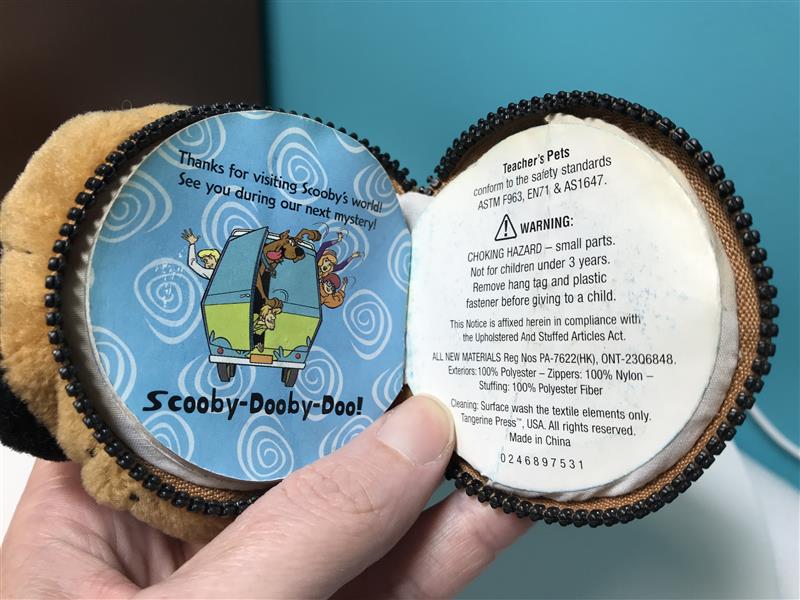 Thanks for visiting Scooby's world!
See you during our next mystery!
Scooby-Dooby-Doo!
Teacher's Pets
conform to the safety standards
ASTM F963, EN71 & AS1647.
WARNING:
CHOKING HAZARD – small parts.
Not for children under 3 years.
Remove hang tag and plastic
fastener before giving to a child.
This Notice is affixed herein in compliance with
the Upholstered And Stuffed Articles Act.
ALL NEW MATERIALS Reg Nos PA-7622(HK), ONT-23Q6848.
Exteriors:100% Polyester – Zippers: 100% Nylon –
Stuffing: 100% Polyester Fiber
Cleaning: Surface wash the textile elements only.
Tangerine Press™, USA. All rights reserved.
Made in China
0246897531